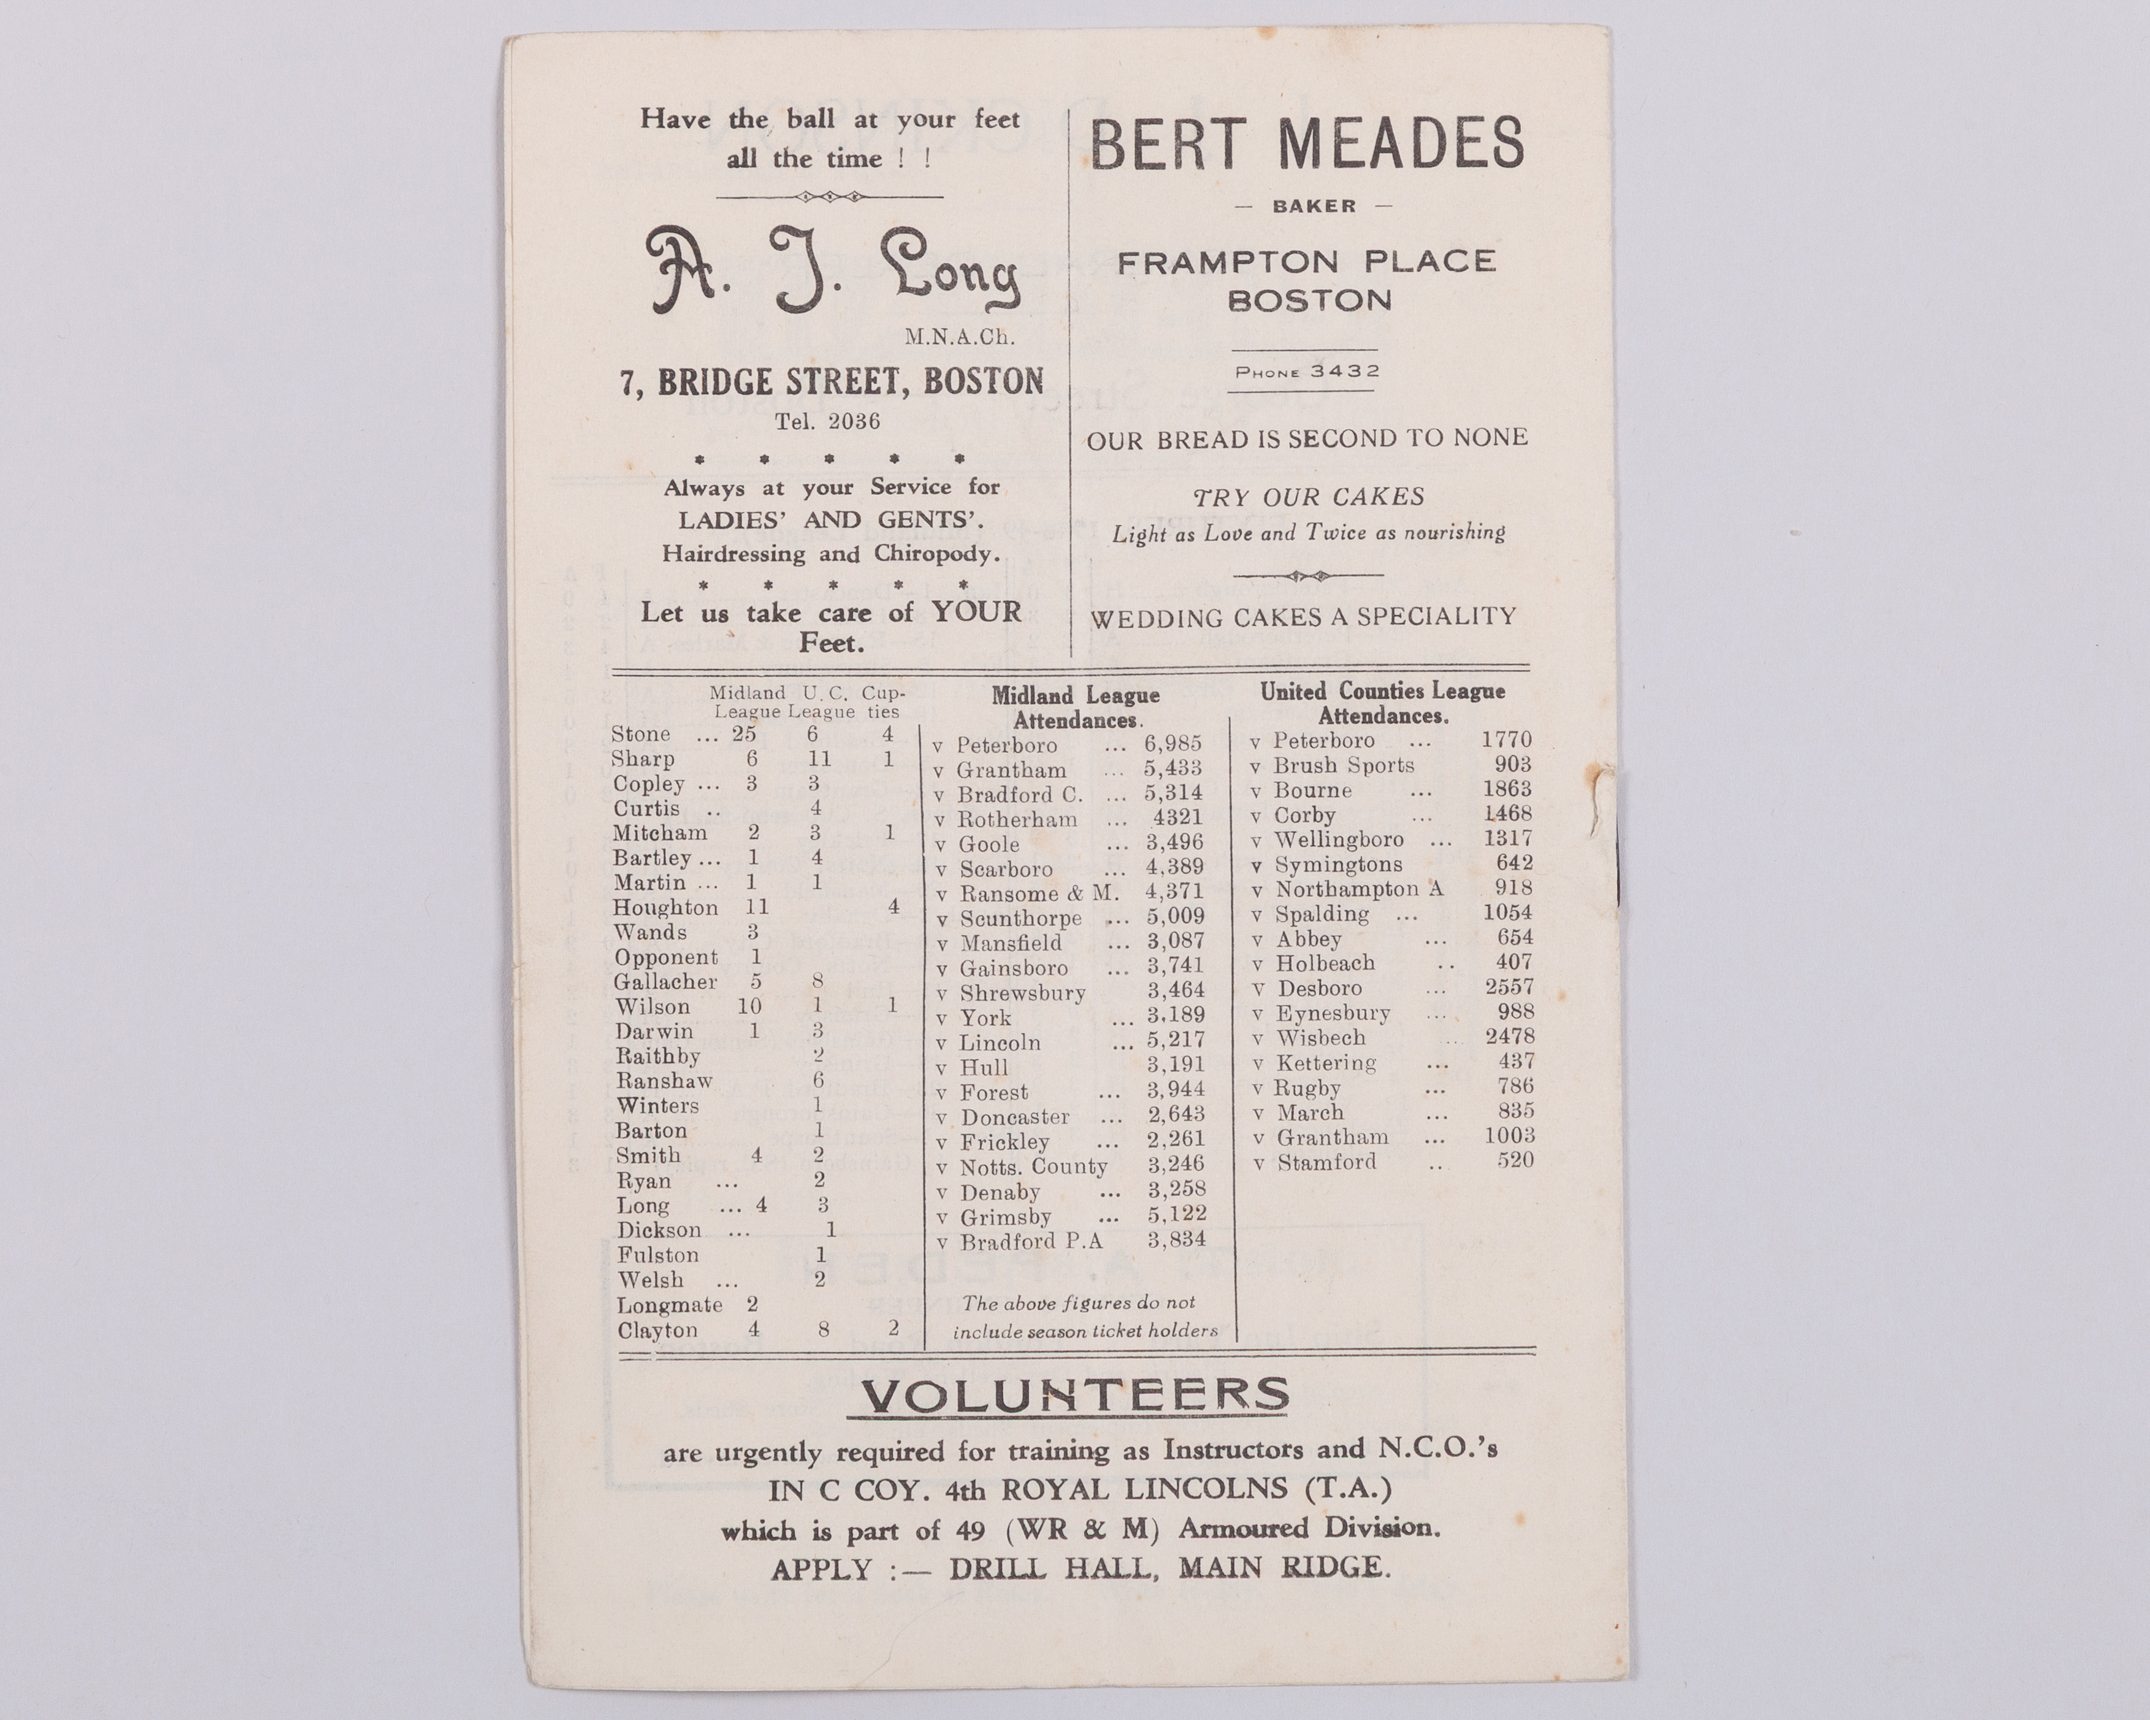 Have the ball at your feet
all the time ! !
A. J. Long
M.N.A.Ch.
7, BRIDGE STREET, BOSTON
Tel. 2036
* * * * *
Always at your Service for
LADIES' AND GENTS'.
Hairdressing and Chiropody.
* * * * *
Let us take care of YOUR
Feet.
BERT MEADES
— BAKER —
FRAMPTON PLACE
BOSTON
PHONE 3432
OUR BREAD IS SECOND TO NONE
TRY OUR CAKES
Light as Love and Twice as nourishing
WEDDING CAKES A SPECIALITY
Midland U.C. Cup-
League League ties
Stone ... 25 6 4
Sharp 6 11 1
Copley ... 3 3
Curtis .. 4
Mitcham 2 3 1
Bartley ... 1 4
Martin ... 1 1
Houghton 11 4
Wands 3
Opponent 1
Gallacher 5 8
Wilson 10 1 1
Darwin 1 3
Raithby 2
Ranshaw 6
Winters 1
Barton 1
Smith 4 2
Ryan ... 2
Long ... 4 3
Dickson ... 1
Fulston 1
Welsh ... 2
Longmate 2
Clayton 4 8 2
Midland League
Attendances.
v Peterboro ... 6,985
v Grantham ... 5,433
v Bradford C. ... 5,314
v Rotherham ... 4321
v Goole ... 3,496
v Scarboro ... 4,389
v Ransome & M. 4,371
v Scunthorpe ... 5,009
v Mansfield ... 3,087
v Gainsboro ... 3,741
v Shrewsbury 3,464
v York ... 3,189
v Lincoln ... 5,217
v Hull 3,191
v Forest ... 3,944
v Doncaster ... 2,643
v Frickley ... 2,261
v Notts. County 3,246
v Denaby ... 3,258
v Grimsby ... 5,122
v Bradford P.A 3,834
The above figures do not
include season ticket holders
United Counties League
Attendances.
v Peterboro ... 1770
v Brush Sports 903
v Bourne ... 1863
v Corby ... 1468
v Wellingboro ... 1317
v Symingtons 642
v Northampton A 918
v Spalding ... 1054
v Abbey ... 654
v Holbeach .. 407
v Desboro ... 2557
v Eynesbury ... 988
v Wisbech .. 2478
v Kettering ... 437
v Rugby ... 786
v March ... 835
v Grantham ... 1003
v Stamford .. 520
VOLUNTEERS
are urgently required for training as Instructors and N.C.O.'s
IN C COY. 4th ROYAL LINCOLNS (T.A.)
which is part of 49 (WR & M) Armoured Division.
APPLY :— DRILL HALL, MAIN RIDGE.